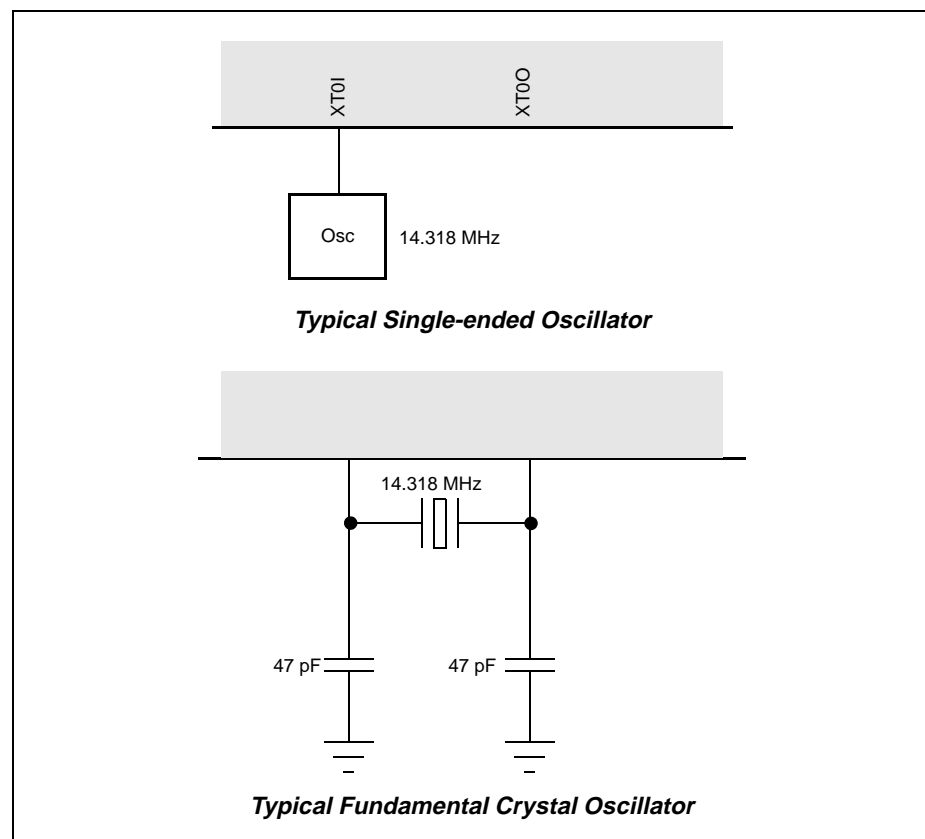 XT0I
XT0O
Osc
14.318 MHz
Typical Single-ended Oscillator
14.318 MHz
47 pF
47 pF
Typical Fundamental Crystal Oscillator